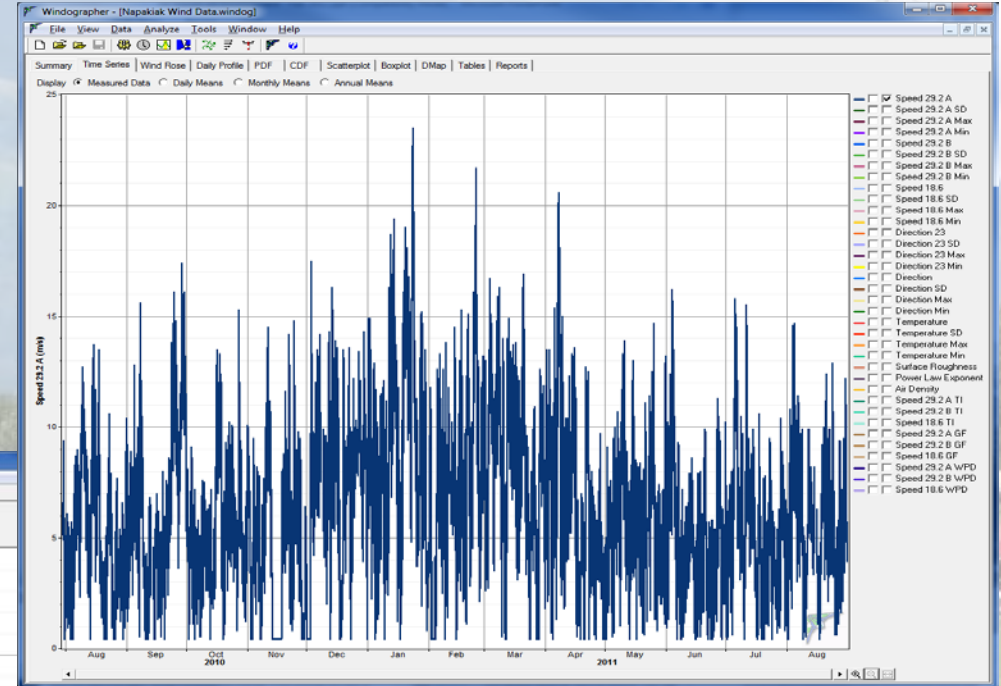 Windographer - [Napakiak Wind Data.windog]
File View Data Analyze Tools Window Help
Summary Time Series Wind Rose Daily Profile PDF CDF Scatterplot Boxplot DMap Tables Reports
Display Measured Data Daily Means Monthly Means Annual Means
25
20
15
10
5
0
Speed 29.2 A (m/s)
Aug Sep Oct Nov Dec Jan Feb Mar Apr May Jun Jul Aug
2010 2011
Speed 29.2 A
Speed 29.2 A SD
Speed 29.2 A Max
Speed 29.2 A Min
Speed 29.2 B
Speed 29.2 B SD
Speed 29.2 B Max
Speed 29.2 B Min
Speed 18.6
Speed 18.6 SD
Speed 18.6 Max
Speed 18.6 Min
Direction 23
Direction 23 SD
Direction 23 Max
Direction 23 Min
Direction
Direction SD
Direction Max
Direction Min
Temperature
Temperature SD
Temperature Max
Temperature Min
Surface Roughness
Power Law Exponent
Air Density
Speed 29.2 A TI
Speed 29.2 B TI
Speed 18.6 TI
Speed 29.2 A GF
Speed 29.2 B GF
Speed 18.6 GF
Speed 29.2 A WPD
Speed 29.2 B WPD
Speed 18.6 WPD